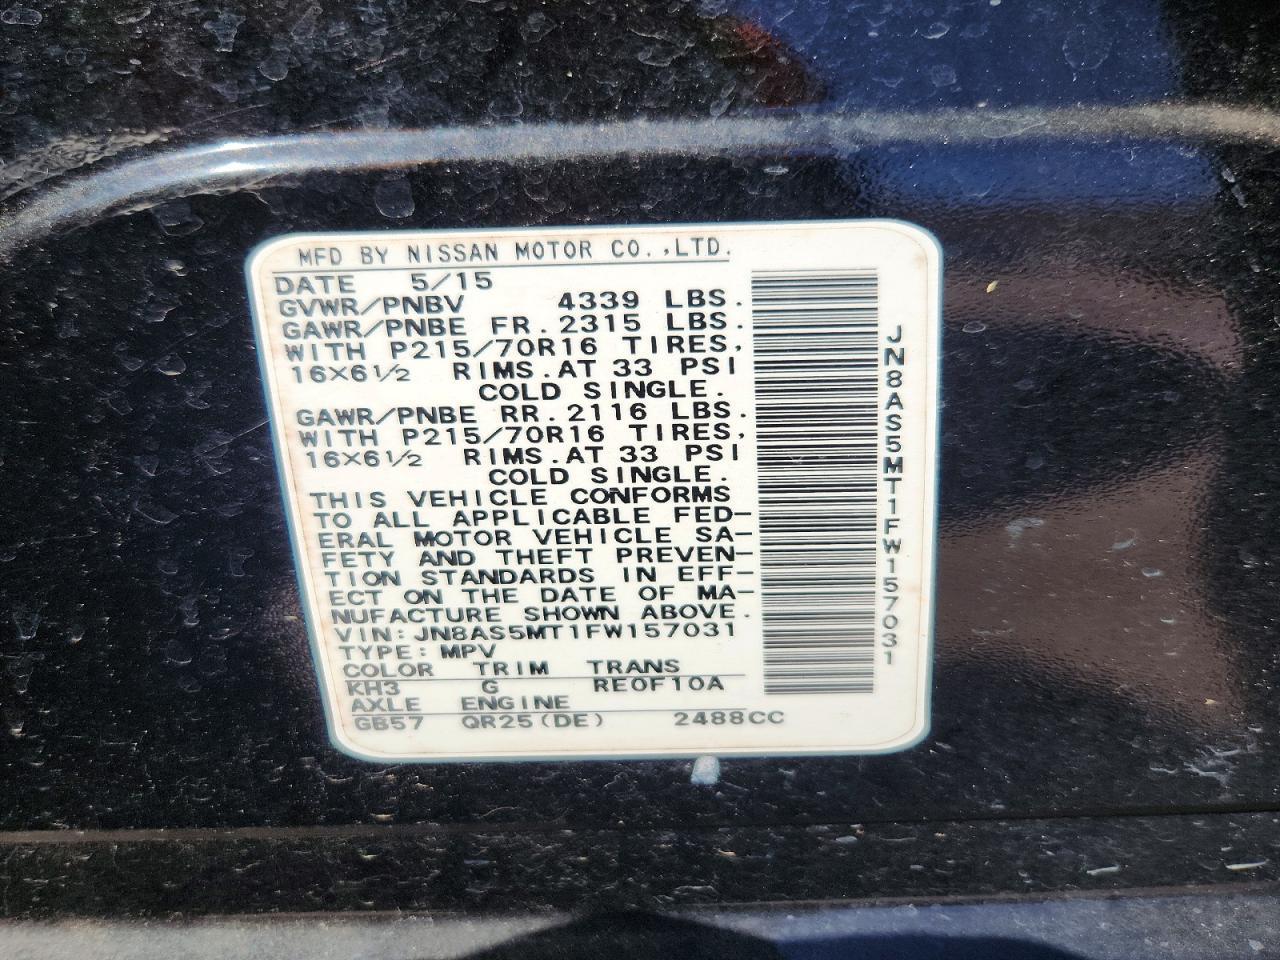 MFD BY NISSAN MOTOR CO.,LTD.
DATE 5/15
GVWR/PNBV 4339 LBS.
GAWR/PNBE FR. 2315 LBS.
WITH P215/70R16 TIRES,
16X6 1/2 RIMS.AT 33 PSI
COLD SINGLE.
GAWR/PNBE RR. 2116 LBS.
WITH P215/70R16 TIRES,
16X6 1/2 RIMS.AT 33 PSI
COLD SINGLE.
THIS VEHICLE CONFORMS
TO ALL APPLICABLE FED-
ERAL MOTOR VEHICLE SA-
FETY AND THEFT PREVEN-
TION STANDARDS IN EFF-
ECT ON THE DATE OF MA-
NUFACTURE SHOWN ABOVE.
VIN: JN8AS5MT1FW157031
TYPE: MPV
COLOR TRIM TRANS
KH3 G RE0F10A
AXLE ENGINE
GB57 QR25(DE) 2488CC
JN8AS5MT1FW157031